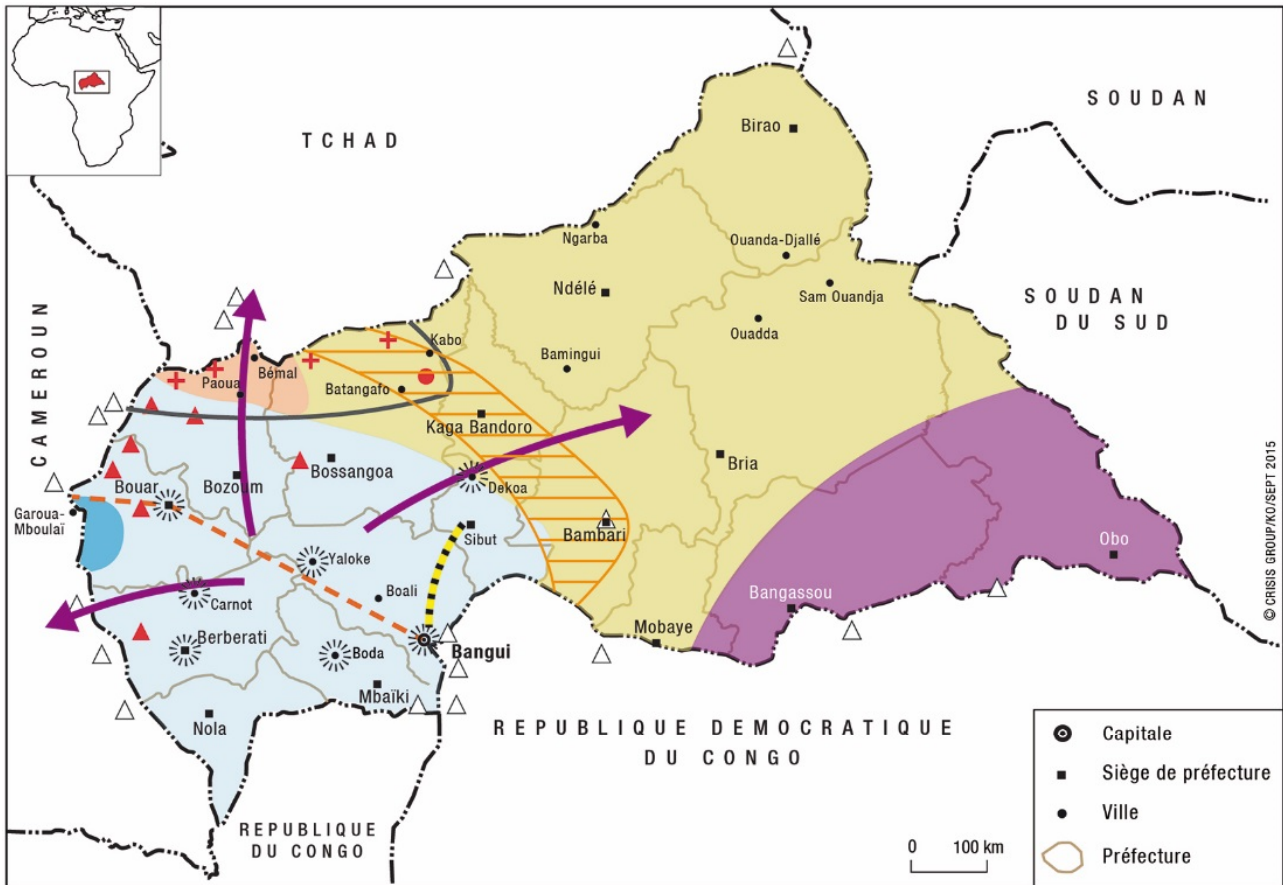 TCHAD
SOUDAN
Birao
Ngarba
Ouanda-Djallé
Ndélé
Sam Ouandja
SOUDAN
DU SUD
Ouadda
CAMEROUN
Kabo
Bémal
Paoua
Bamingui
Batangafo
Kaga Bandoro
Bossangoa
Bria
Bouar
Bozoum
Dekoa
Garoua-
Mboulaï
Sibut
Bambari
Obo
Yaloke
Boali
Carnot
Bangassou
Berberati
Boda
Bangui
Mobaye
Mbaïki
Nola
REPUBLIQUE DEMOCRATIQUE
DU CONGO
REPUBLIQUE
DU CONGO
0 100 km
Capitale
Siège de préfecture
Ville
Préfecture
© CRISIS GROUP/KO/SEPT 2015